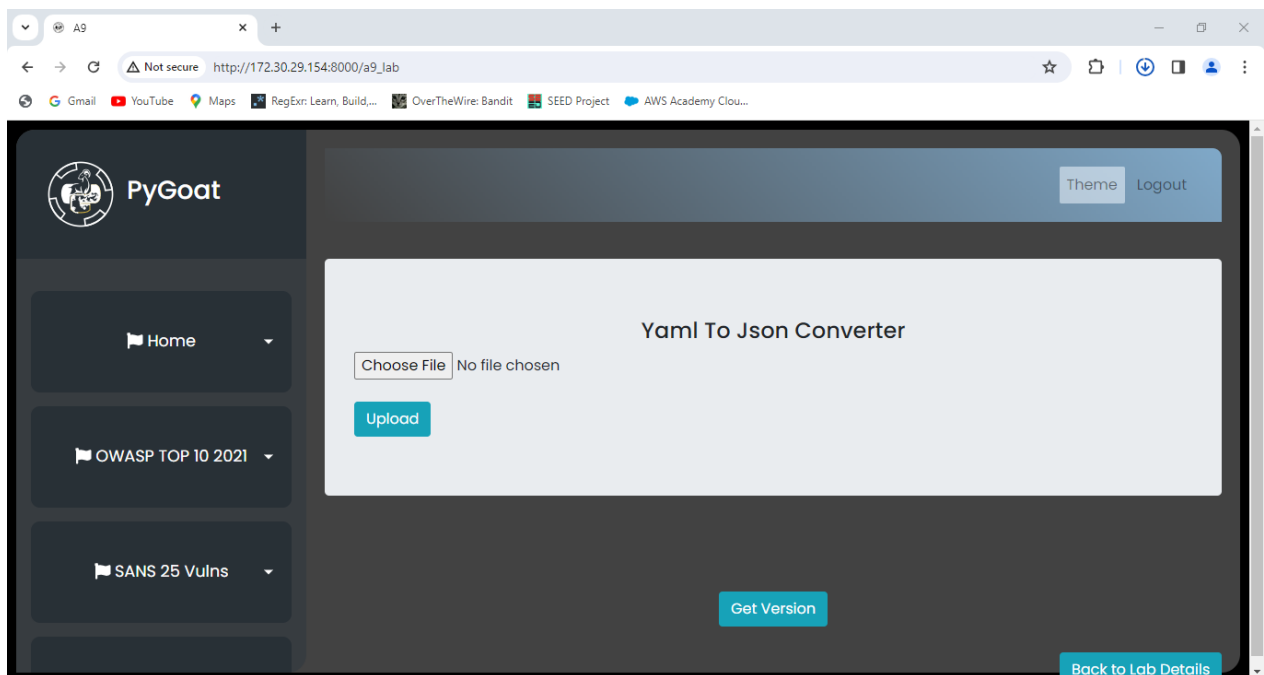 A9
Not secure http://172.30.29.154:8000/a9_lab
Gmail YouTube Maps RegExr: Learn, Build,... OverTheWire: Bandit SEED Project AWS Academy Clou...
PyGoat
Theme Logout
Home
OWASP TOP 10 2021
SANS 25 Vulns
Yaml To Json Converter
Choose File No file chosen
Upload
Get Version
Back to Lab Details